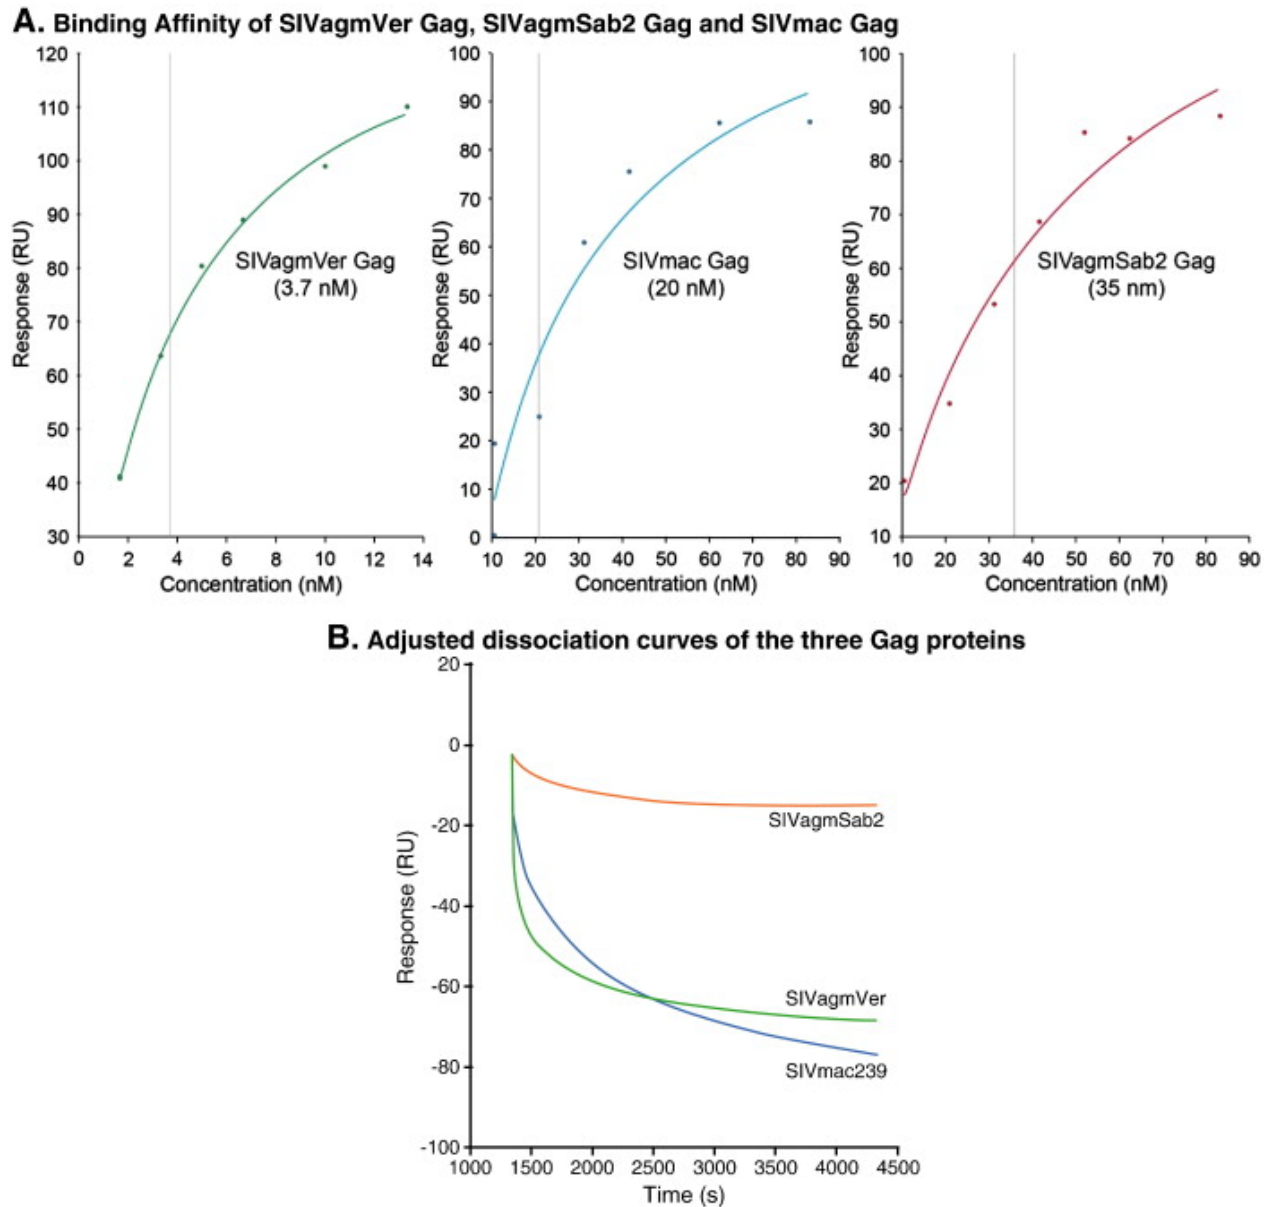 A. Binding Affinity of SIVagmVer Gag, SIVagmSab2 Gag and SIVmac Gag
120
110
100
90
80
70
60
50
40
30
Response (RU)
0 2 4 6 8 10 12 14
Concentration (nM)
SIVagmVer Gag
(3.7 nM)
100
90
80
70
60
50
40
30
20
10
0
Response (RU)
10 20 30 40 50 60 70 80 90
Concentration (nM)
SIVmac Gag
(20 nM)
100
90
80
70
60
50
40
30
20
10
Response (RU)
10 20 30 40 50 60 70 80 90
Concentration (nM)
SIVagmSab2 Gag
(35 nm)
B. Adjusted dissociation curves of the three Gag proteins
20
0
-20
-40
-60
-80
-100
Response (RU)
SIVagmSab2
SIVagmVer
SIVmac239
1000 1500 2000 2500 3000 3500 4000 4500
Time (s)